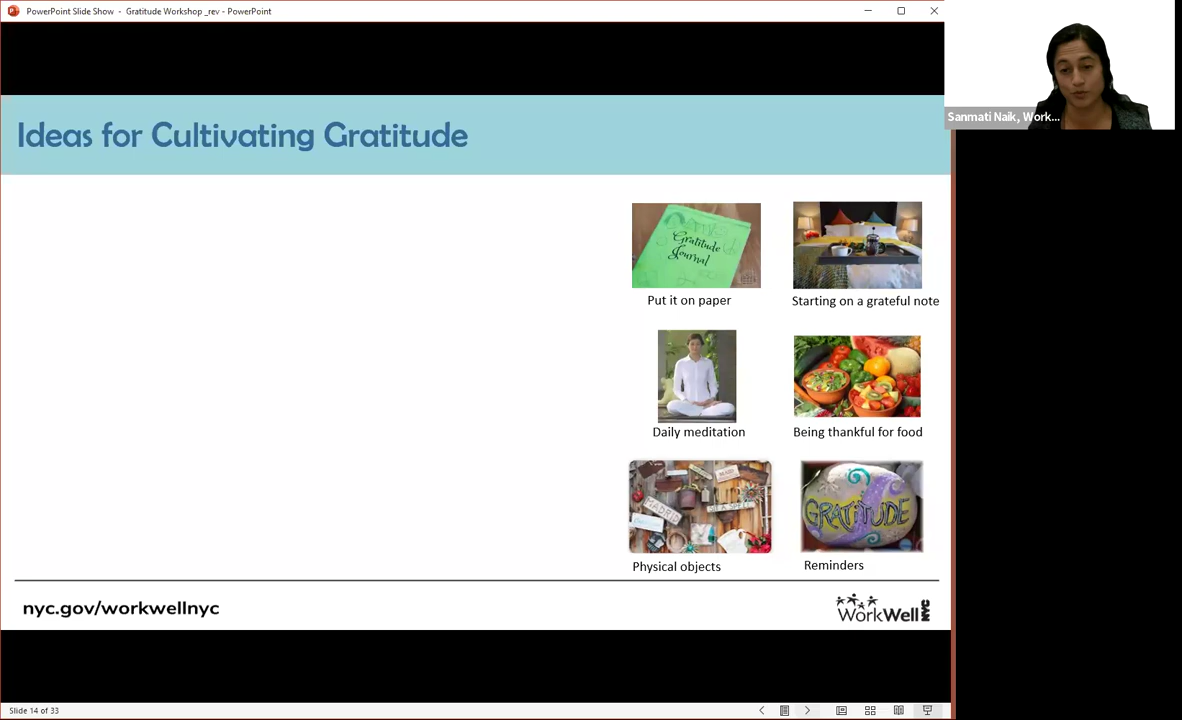 PowerPoint Slide Show - Gratitude Workshop _rev - PowerPoint
Sanmati Naik, Work...
Ideas for Cultivating Gratitude
Gratitude
Journal
Put it on paper
Starting on a grateful note
Daily meditation
Being thankful for food
MADRID
GRATITUDE
Physical objects
Reminders
nyc.gov/workwellnyc
WorkWell NYC
Slide 14 of 33